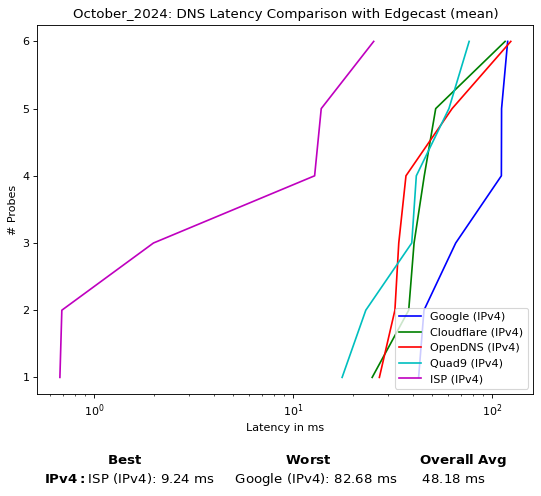 October_2024: DNS Latency Comparison with Edgecast (mean)
# Probes
6
5
4
3
2
1
Google (IPv4)
Cloudflare (IPv4)
OpenDNS (IPv4)
Quad9 (IPv4)
ISP (IPv4)
10⁰ 10¹ 10²
Latency in ms
Best Worst Overall Avg
IPv4: ISP (IPv4): 9.24 ms Google (IPv4): 82.68 ms 48.18 ms